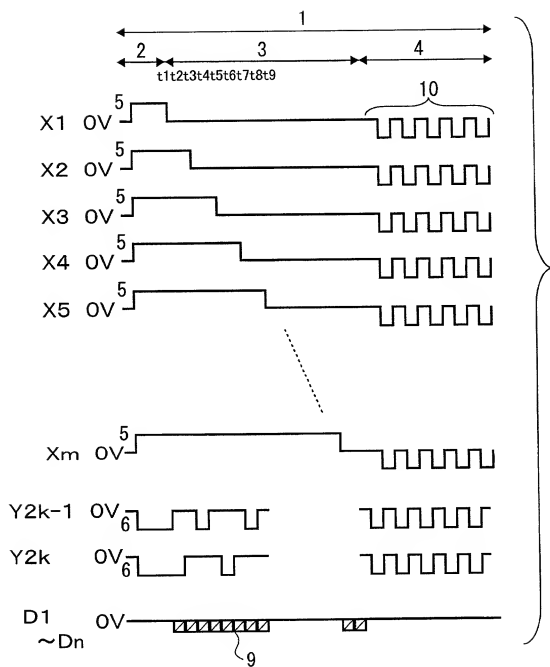 1
2 3 4
t1t2t3t4t5t6t7t8t9
10
X1 5 0V
X2 5 0V
X3 5 0V
X4 5 0V
X5 5 0V
Xm 5 0V
Y2k-1 0V 6
Y2k 0V 6
D1 ~Dn 0V
9